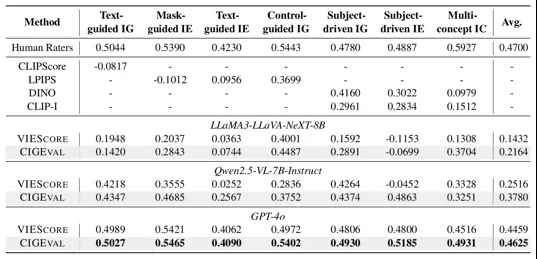 Method Text-guided IG Mask-guided IE Text-guided IE Control-guided IG Subject-driven IG Subject-driven IE Multi-concept IC Avg.
Human Raters 0.5044 0.5390 0.4230 0.5443 0.4780 0.4887 0.5927 0.4700
CLIPScore -0.0817 - - - - - - -
LPIPS - -0.1012 0.0956 0.3699 - - - -
DINO - - - - 0.4160 0.3022 0.0979 -
CLIP-I - - - - 0.2961 0.2834 0.1512 -
LLaMA3-LLaVA-NeXT-8B
VIESCORE 0.1948 0.2037 0.0363 0.4001 0.1592 -0.1153 0.1308 0.1432
CIGEVAL 0.1420 0.2843 0.0744 0.4487 0.2891 -0.0699 0.3704 0.2164
Qwen2.5-VL-7B-Instruct
VIESCORE 0.4218 0.3555 0.0252 0.2836 0.4264 -0.0452 0.3328 0.2516
CIGEVAL 0.4347 0.4685 0.2567 0.3752 0.4374 0.4863 0.3251 0.3780
GPT-4o
VIESCORE 0.4989 0.5421 0.4062 0.4972 0.4806 0.4800 0.4516 0.4459
CIGEVAL 0.5027 0.5465 0.4090 0.5402 0.4930 0.5185 0.4931 0.4625